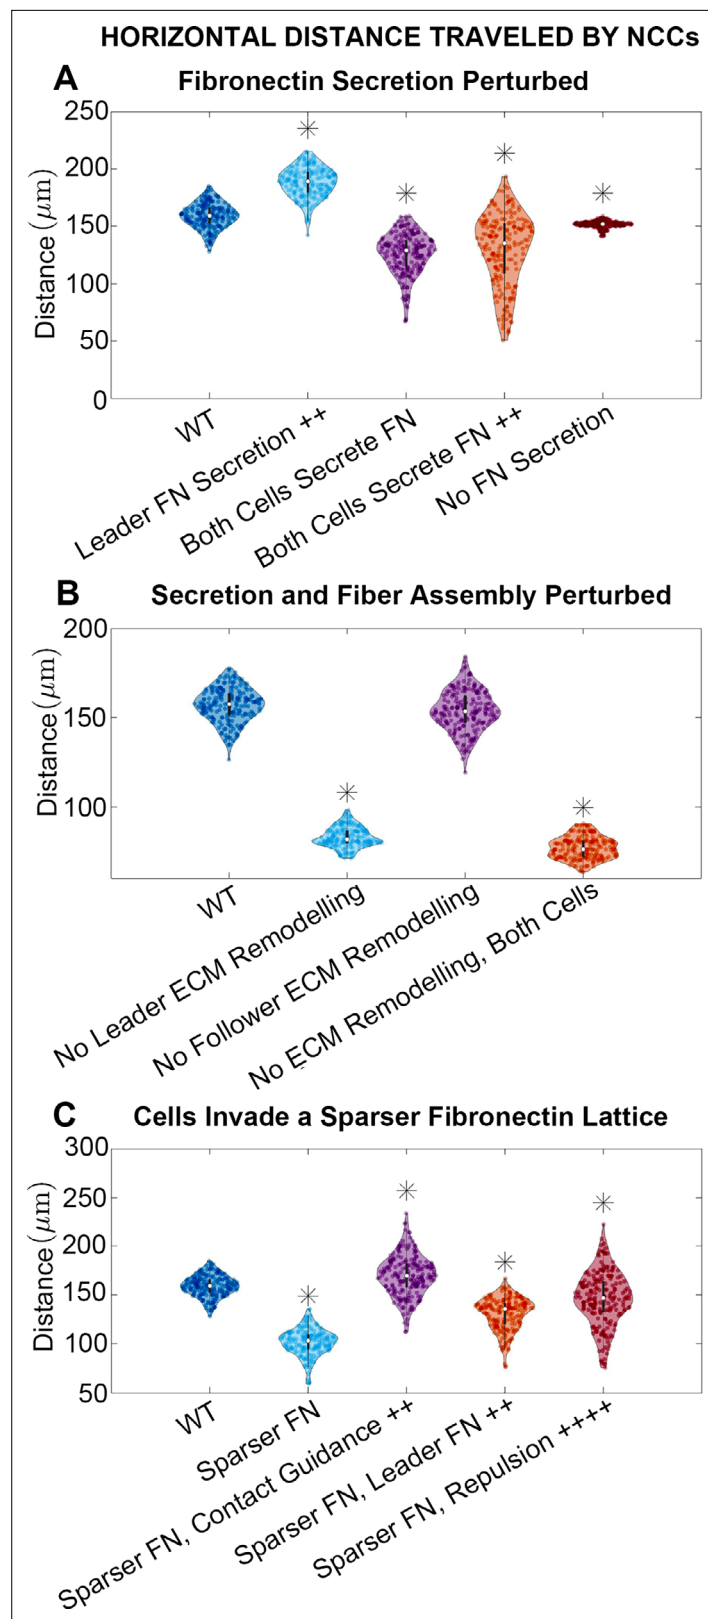 HORIZONTAL DISTANCE TRAVELED BY NCCs
A Fibronectin Secretion Perturbed
Distance (μm)
250
200
150
100
50
0
WT
Leader FN Secretion ++
Both Cells Secrete FN
Both Cells Secrete FN ++
No FN Secretion
B Secretion and Fiber Assembly Perturbed
Distance (μm)
200
150
100
WT
No Leader ECM Remodelling
No Follower ECM Remodelling
No ECM Remodelling, Both Cells
C Cells Invade a Sparser Fibronectin Lattice
Distance (μm)
300
250
200
150
100
50
WT
Sparser FN
Sparser FN, Contact Guidance ++
Sparser FN, Leader FN ++
Sparser FN, Repulsion ++++